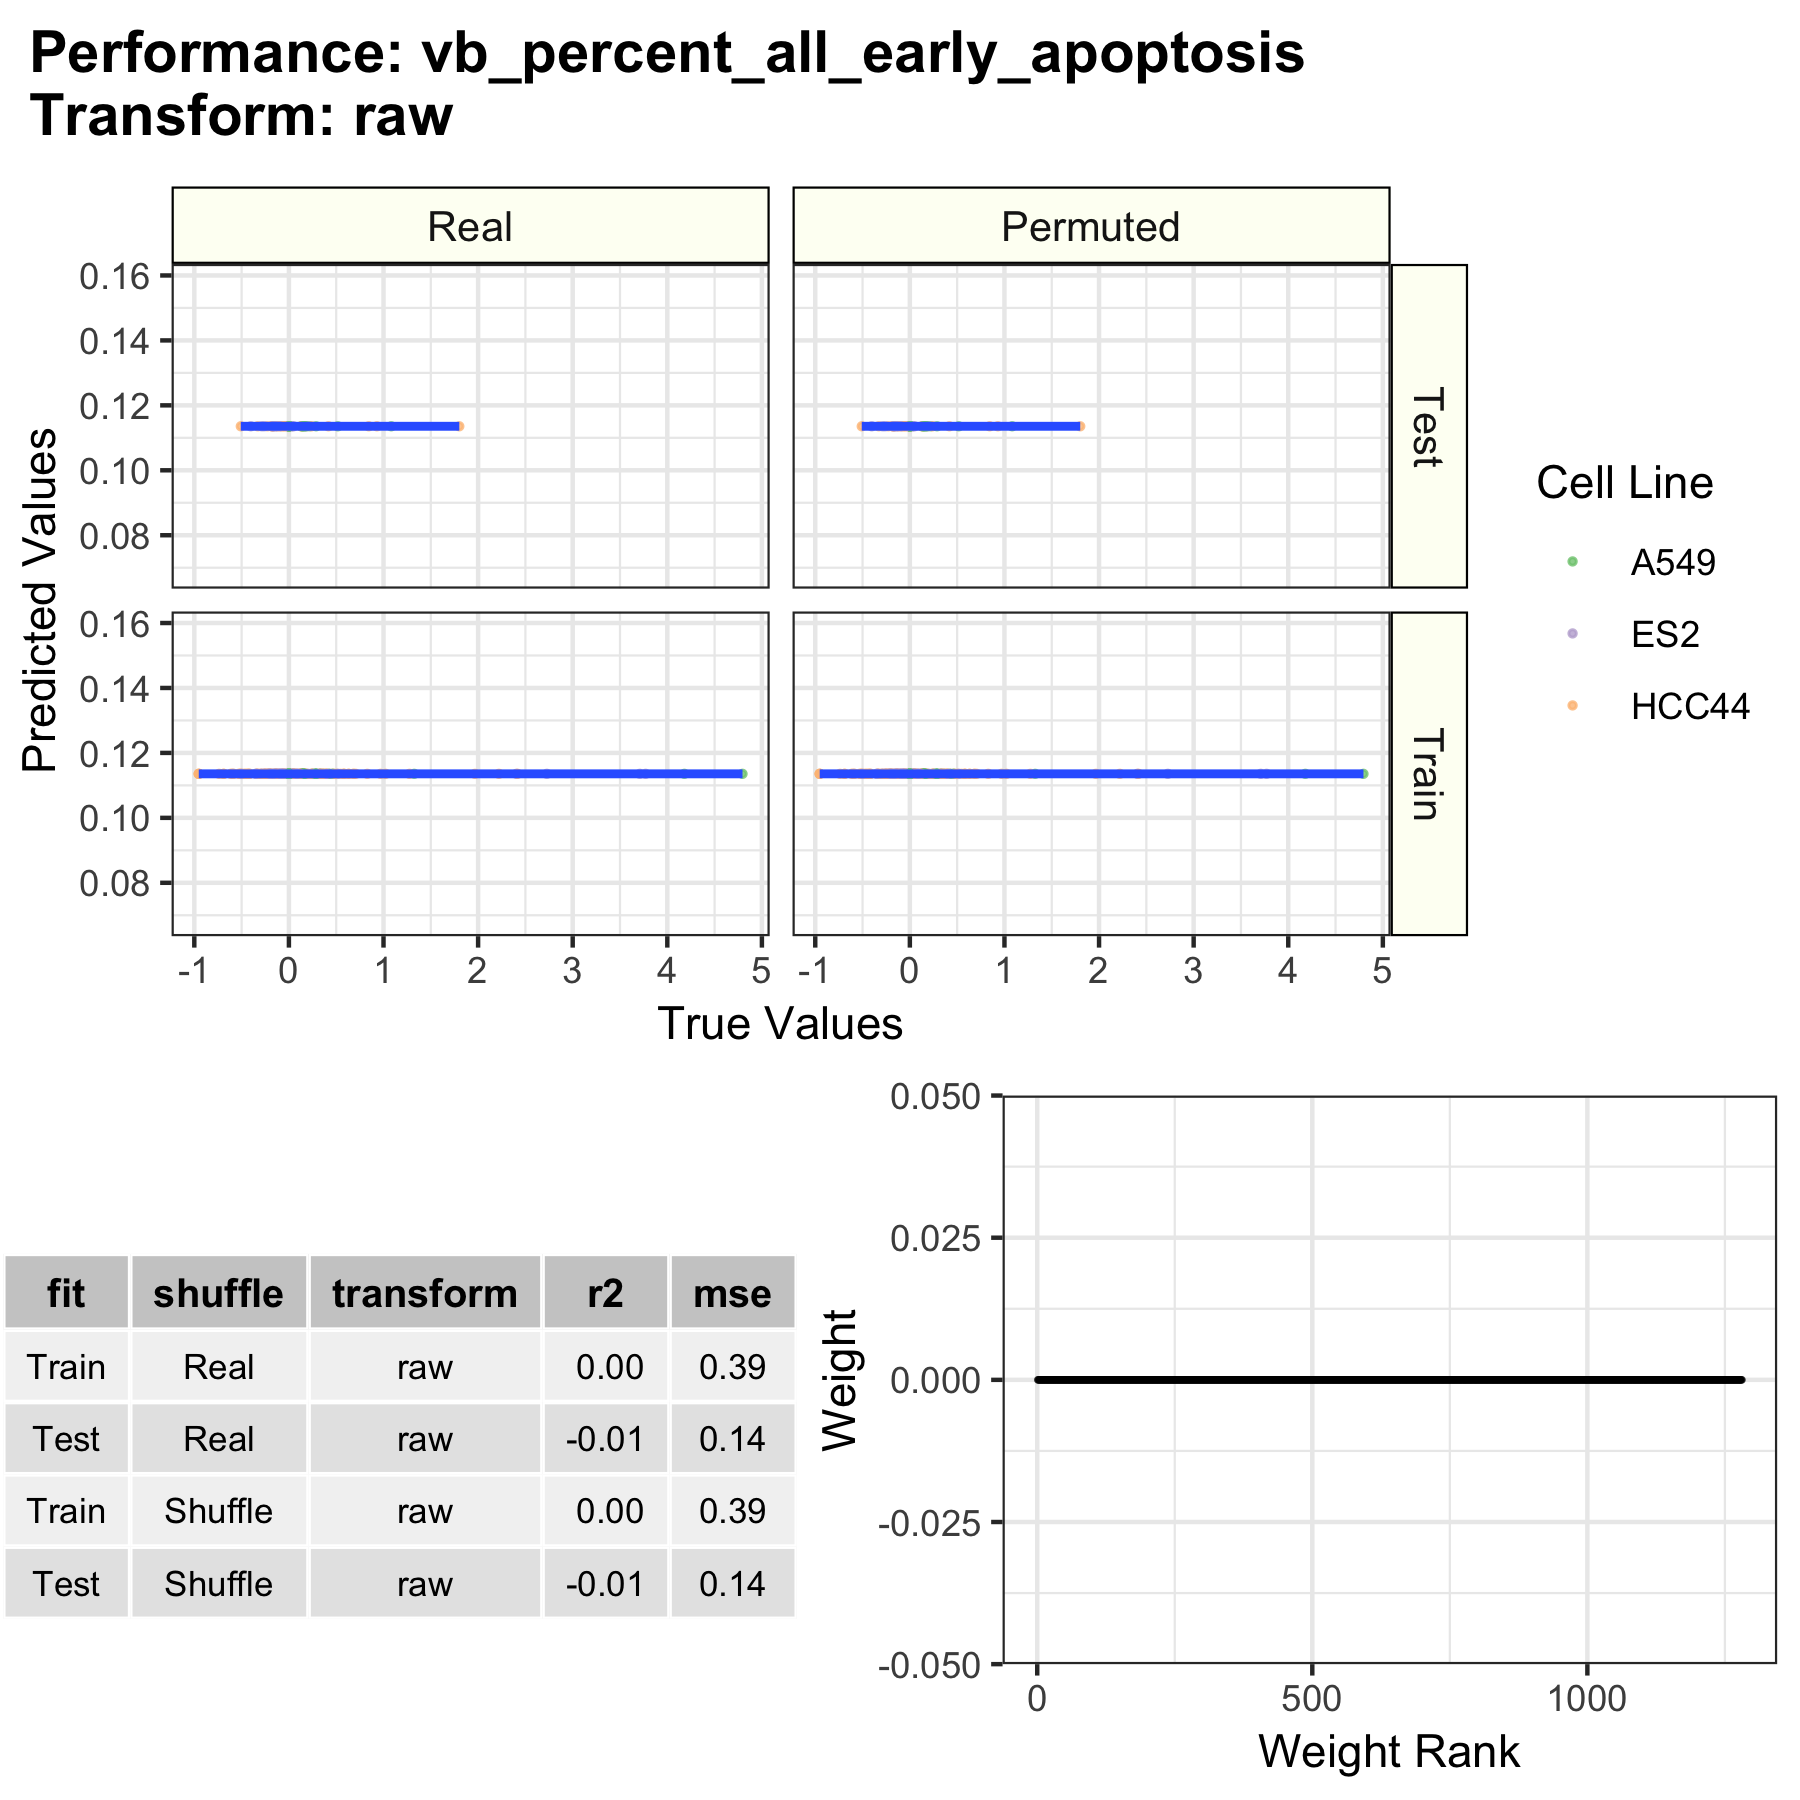 Performance: vb_percent_all_early_apoptosis
Transform: raw
Real
Permuted
0.16
0.14
0.12
0.10
0.08
Test
0.16
0.14
0.12
0.10
0.08
Train
Predicted Values
-1 0 1 2 3 4 5
-1 0 1 2 3 4 5
True Values
Cell Line
A549
ES2
HCC44
fit shuffle transform r2 mse
Train Real raw 0.00 0.39
Test Real raw -0.01 0.14
Train Shuffle raw 0.00 0.39
Test Shuffle raw -0.01 0.14
Weight
0.050
0.025
0.000
-0.025
-0.050
0 500 1000
Weight Rank